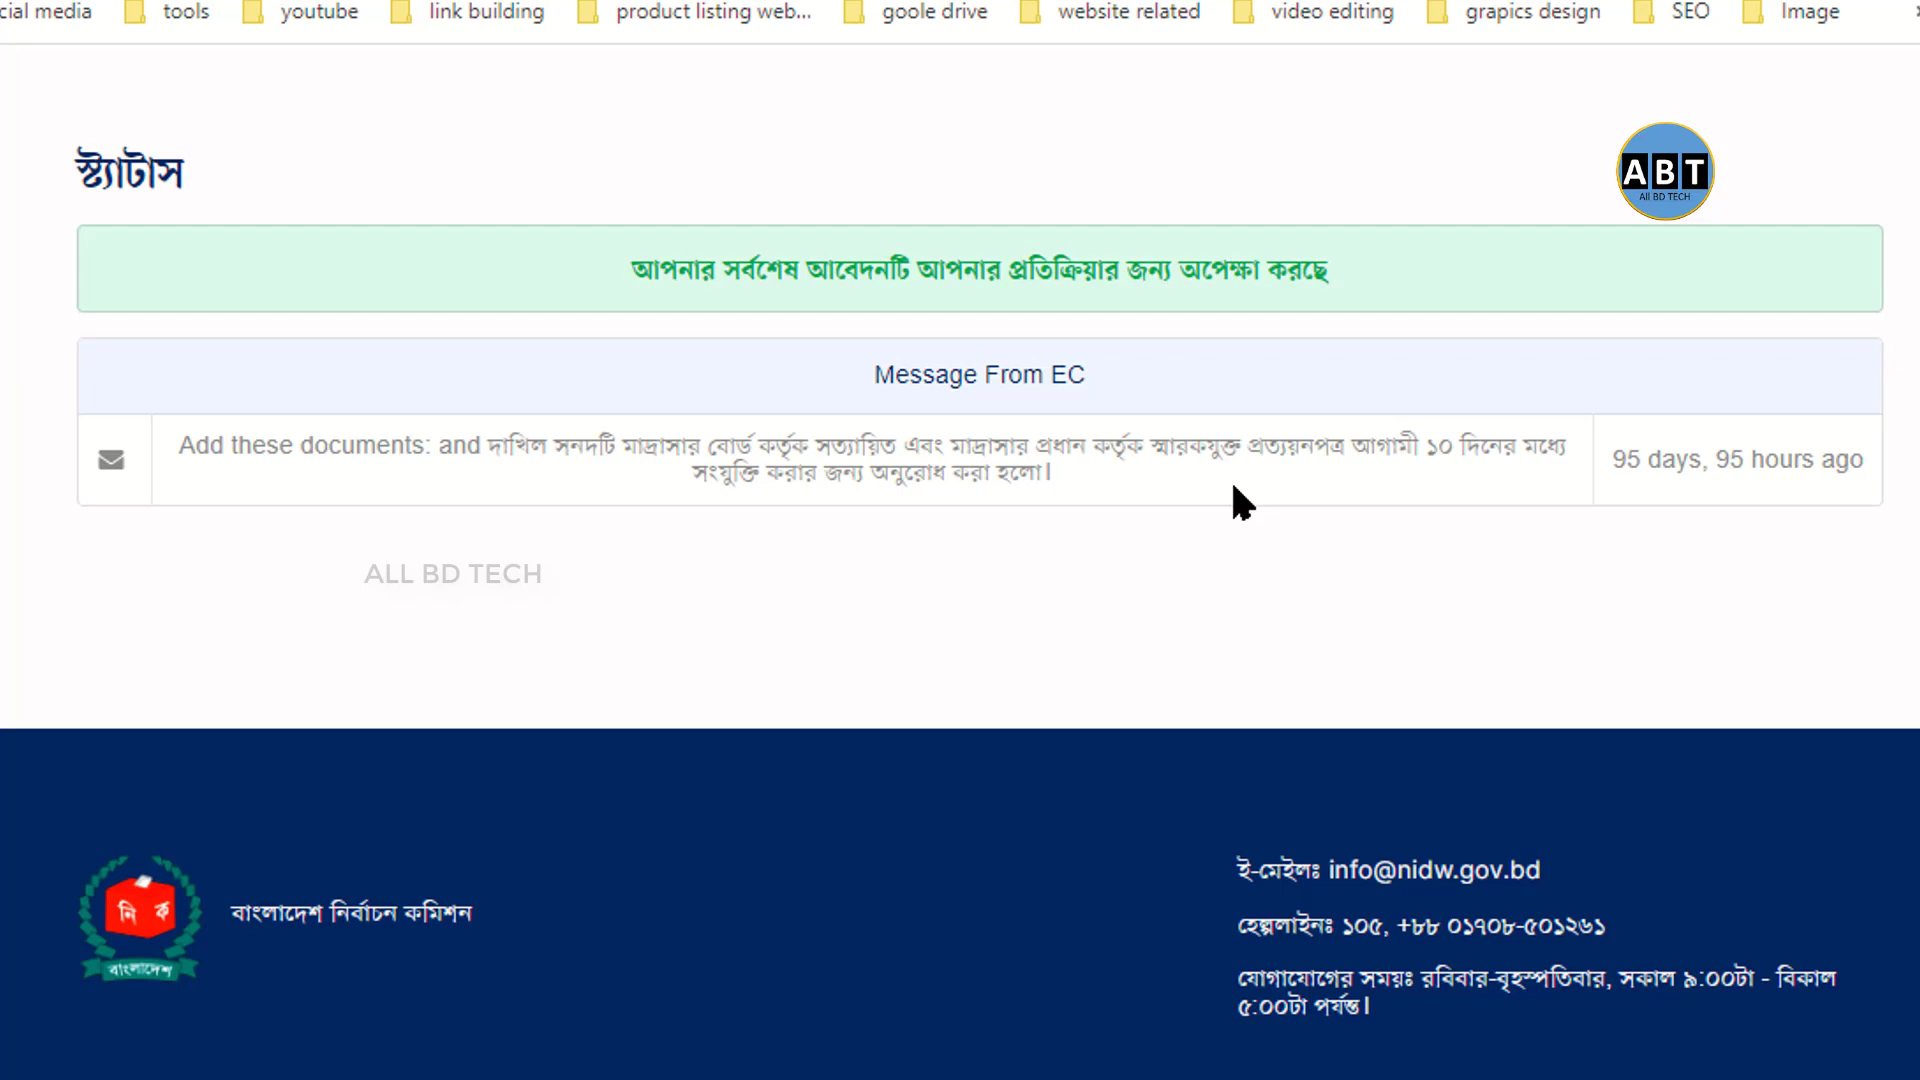 cial media tools youtube link building product listing web... goole drive website related video editing grapics design SEO Image
স্ট্যাটাস
ABT
All BD TECH
আপনার সর্বশেষ আবেদনটি আপনার প্রতিক্রিয়ার জন্য অপেক্ষা করছে
Message From EC
Add these documents: and দাখিল সনদটি মাদ্রাসার বোর্ড কর্তৃক সত্যায়িত এবং মাদ্রাসার প্রধান কর্তৃক স্মারকযুক্ত প্রত্যয়নপত্র আগামী ১০ দিনের মধ্যে
সংযুক্তি করার জন্য অনুরোধ করা হলো।
95 days, 95 hours ago
ALL BD TECH
নি ক
বাংলাদেশ
বাংলাদেশ নির্বাচন কমিশন
ই-মেইলঃ info@nidw.gov.bd
হেল্পলাইনঃ ১০৫, +৮৮ ০১৭০৮-৫০১২৬১
যোগাযোগের সময়ঃ রবিবার-বৃহস্পতিবার, সকাল ৯:০০টা - বিকাল
৫:০০টা পর্যন্ত।